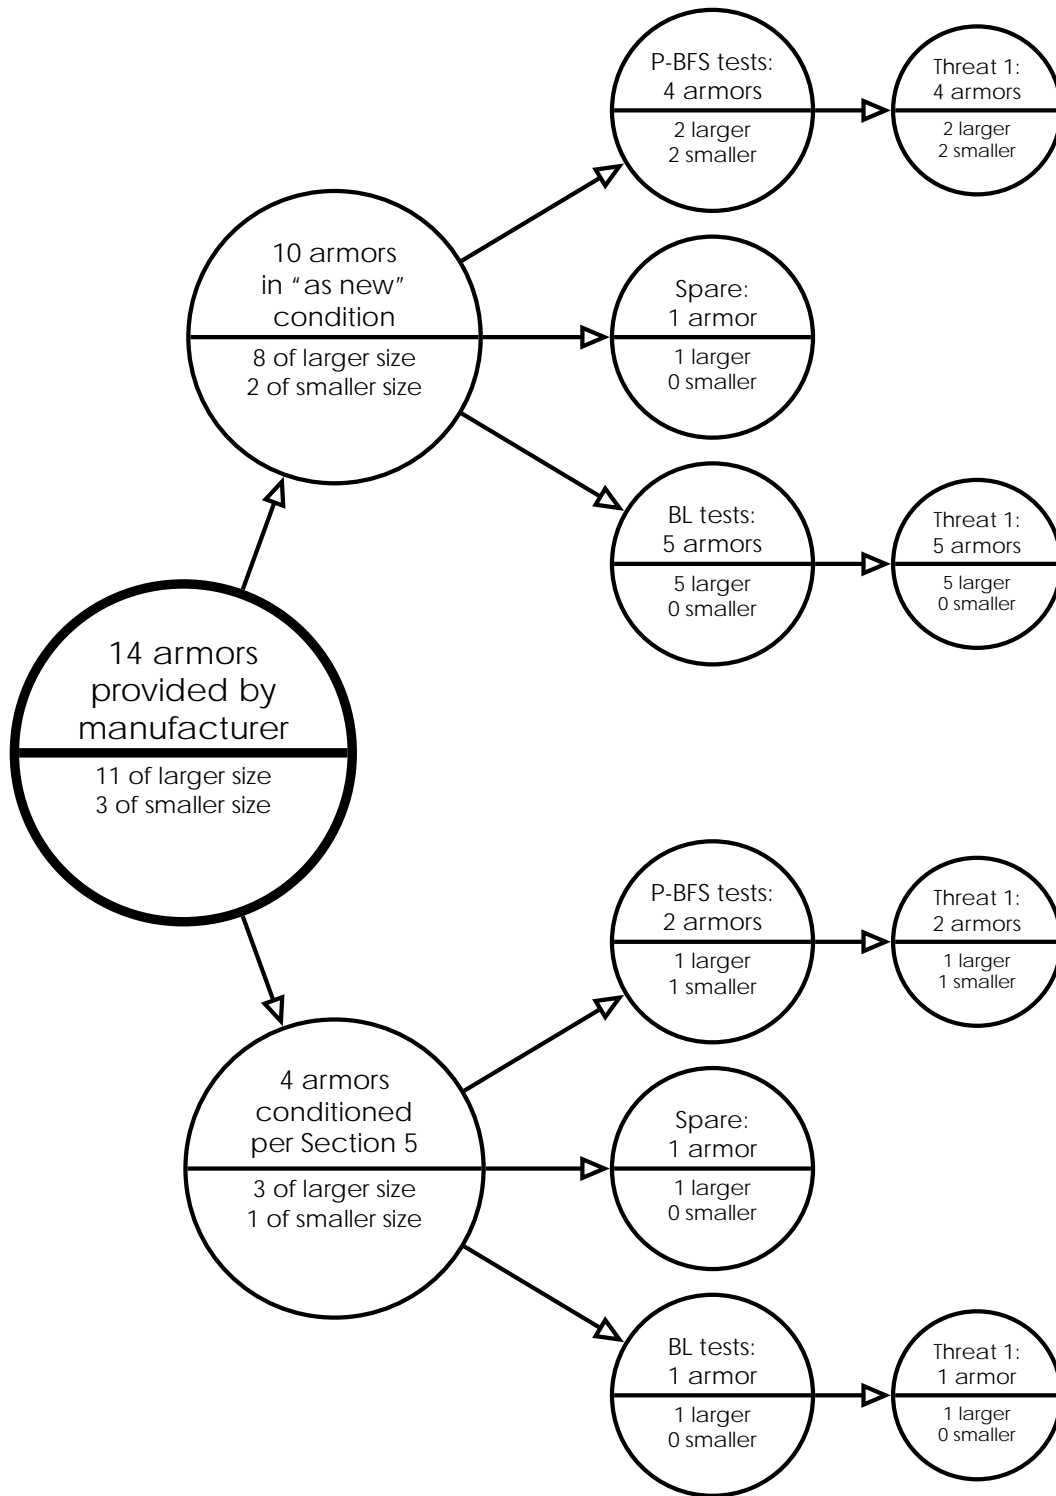 P-BFS tests:
4 armors
2 larger
2 smaller
Threat 1:
4 armors
2 larger
2 smaller
10 armors
in “as new”
condition
8 of larger size
2 of smaller size
Spare:
1 armor
1 larger
0 smaller
BL tests:
5 armors
5 larger
0 smaller
Threat 1:
5 armors
5 larger
0 smaller
14 armors
provided by
manufacturer
11 of larger size
3 of smaller size
P-BFS tests:
2 armors
1 larger
1 smaller
Threat 1:
2 armors
1 larger
1 smaller
4 armors
conditioned
per Section 5
3 of larger size
1 of smaller size
Spare:
1 armor
1 larger
0 smaller
BL tests:
1 armor
1 larger
0 smaller
Threat 1:
1 armor
1 larger
0 smaller